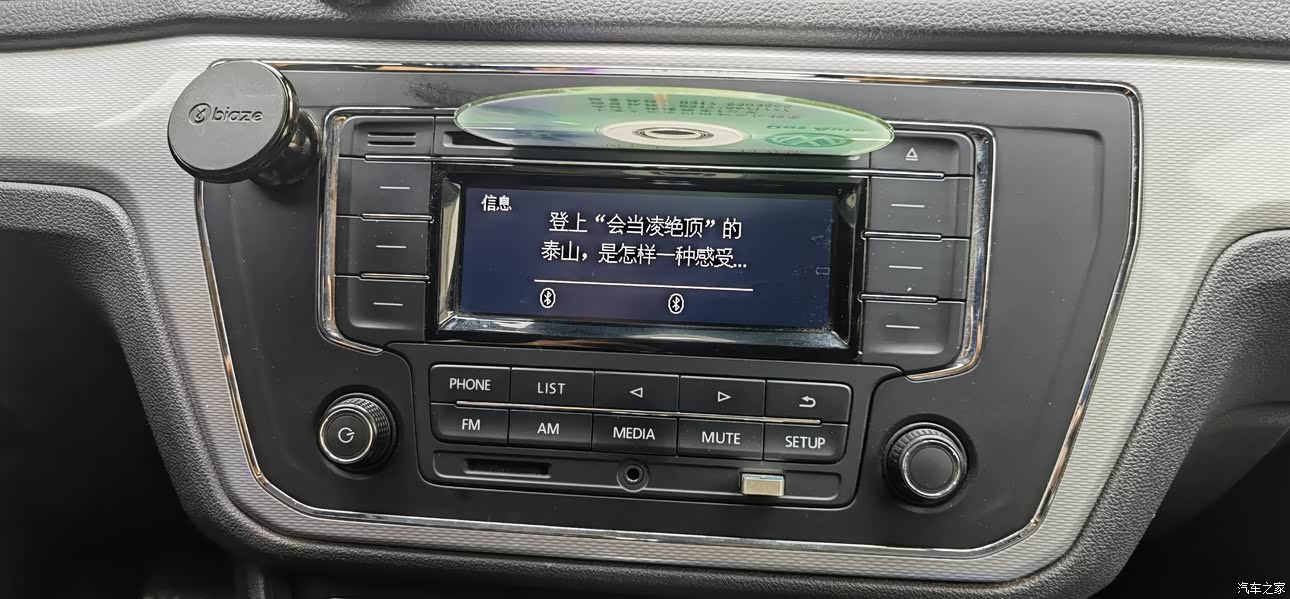 biaze
信息
登上“会当凌绝顶”的
泰山，是怎样一种感受...
PHONE
LIST
FM
AM
MEDIA
MUTE
SETUP
汽车之家